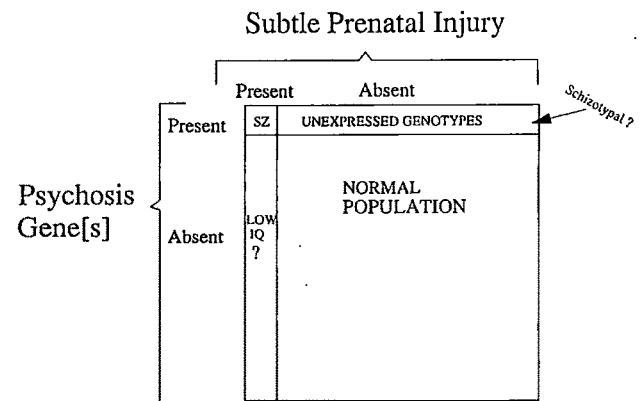 Subtle Prenatal Injury
Present Absent
Schizotypal ?
Present SZ UNEXPRESSED GENOTYPES
NORMAL
POPULATION
Psychosis
Gene[s]
Absent
LOW
IQ
?